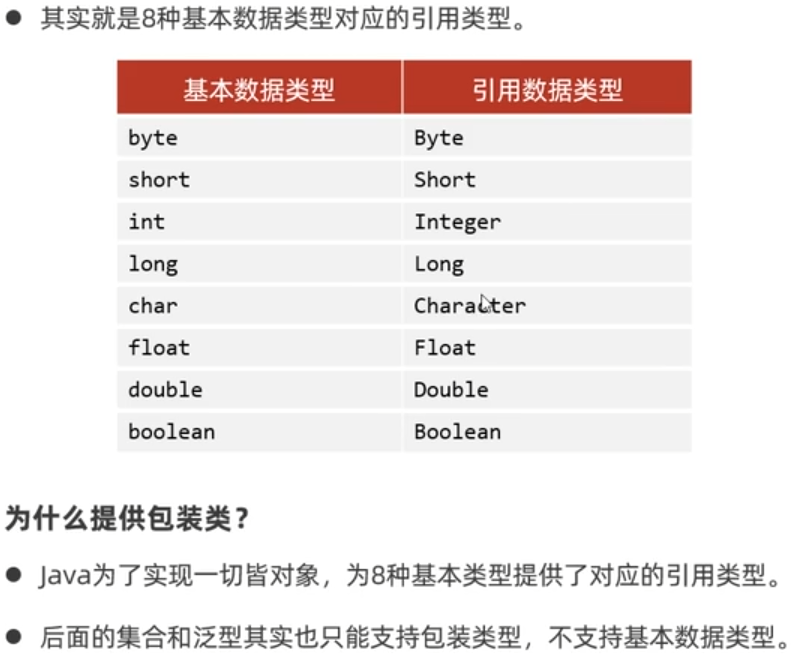 ● 其实就是8种基本数据类型对应的引用类型。
基本数据类型 引用数据类型
byte Byte
short Short
int Integer
long Long
char Character
float Float
double Double
boolean Boolean
为什么提供包装类？
● Java为了实现一切皆对象，为8种基本类型提供了对应的引用类型。
● 后面的集合和泛型其实也只能支持包装类型，不支持基本数据类型。